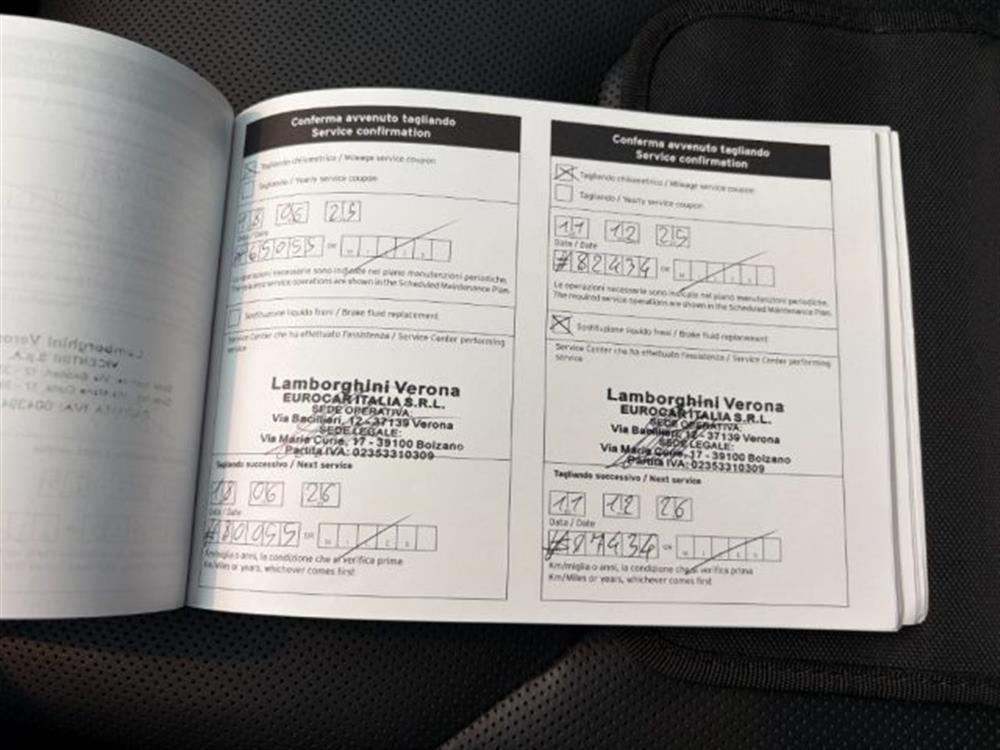 Conferma avvenuto tagliando
Service confirmation
Tagliando chilometrico / Mileage service coupon
Tagliando / Yearly service coupon
18 06 25
Data / Date
#65055 OR
Le operazioni necessarie sono indicate nel piano manutenzioni periodiche.
The required service operations are shown in the Scheduled Maintenance Plan.
Sostituzione liquido freni / Brake fluid replacement
Service Center che ha effettuato l'assistenza / Service Center performing
service
Lamborghini Verona
EUROCAR ITALIA S.R.L.
SEDE OPERATIVA:
Via Bacilieri, 12 - 37139 Verona
SEDE LEGALE:
Via Marie Curie, 17 - 39100 Bolzano
Partita IVA: 02353310309
Tagliando successivo / Next service
18 06 26
Data / Date
#80055 OR
Km/miglia o anni, la condizione che si verifica prima
Km/Miles or years, whichever comes first
Conferma avvenuto tagliando
Service confirmation
Tagliando chilometrico / Mileage service coupon
Tagliando / Yearly service coupon
11 12 25
Data / Date
#82434 OR
Le operazioni necessarie sono indicate nel piano manutenzioni periodiche.
The required service operations are shown in the Scheduled Maintenance Plan.
Sostituzione liquido freni / Brake fluid replacement
Service Center che ha effettuato l'assistenza / Service Center performing
service
Lamborghini Verona
EUROCAR ITALIA S.R.L.
SEDE OPERATIVA:
Via Bacilieri, 12 - 37139 Verona
SEDE LEGALE:
Via Marie Curie, 17 - 39100 Bolzano
Partita IVA: 02353310309
Tagliando successivo / Next service
11 12 26
Data / Date
#97434 OR
Km/miglia o anni, la condizione che si verifica prima
Km/Miles or years, whichever comes first